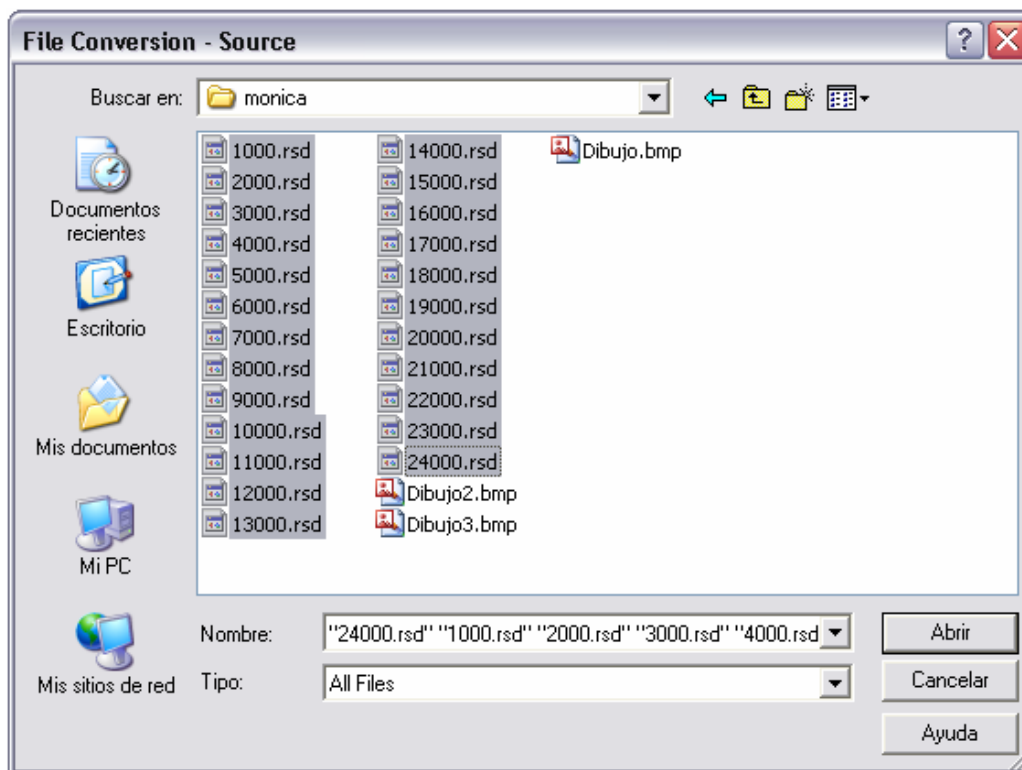 File Conversion - Source
Buscar en:
monica
Documentos
recientes
Escritorio
Mis documentos
Mi PC
Mis sitios de red
1000.rsd
2000.rsd
3000.rsd
4000.rsd
5000.rsd
6000.rsd
7000.rsd
8000.rsd
9000.rsd
10000.rsd
11000.rsd
12000.rsd
13000.rsd
14000.rsd
15000.rsd
16000.rsd
17000.rsd
18000.rsd
19000.rsd
20000.rsd
21000.rsd
22000.rsd
23000.rsd
24000.rsd
Dibujo2.bmp
Dibujo3.bmp
Dibujo.bmp
Nombre:
"24000.rsd" "1000.rsd" "2000.rsd" "3000.rsd" "4000.rsd
Abrir
Tipo:
All Files
Cancelar
Ayuda